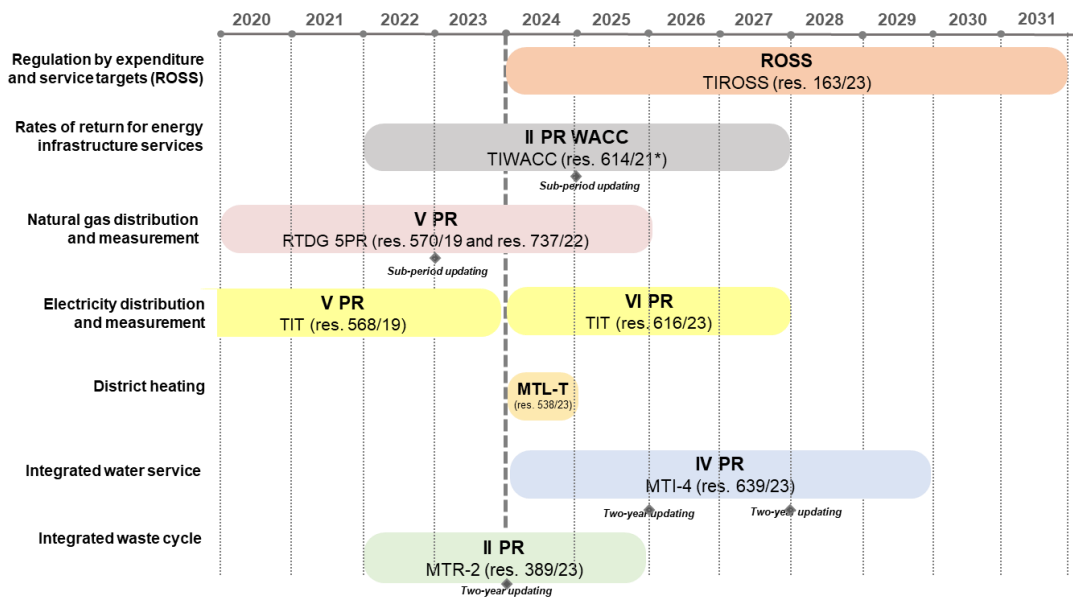 2020 2021 2022 2023 2024 2025 2026 2027 2028 2029 2030 2031
Regulation by expenditure
and service targets (ROSS)
ROSS
TIROSS (res. 163/23)
Rates of return for energy
infrastructure services
II PR WACC
TIWACC (res. 614/21*)
Sub-period updating
Natural gas distribution
and measurement
V PR
RTDG 5PR (res. 570/19 and res. 737/22)
Sub-period updating
Electricity distribution
and measurement
V PR
TIT (res. 568/19)
VI PR
TIT (res. 616/23)
District heating
MTL-T
(res. 538/23)
Integrated water service
IV PR
MTI-4 (res. 639/23)
Two-year updating
Two-year updating
Integrated waste cycle
II PR
MTR-2 (res. 389/23)
Two-year updating